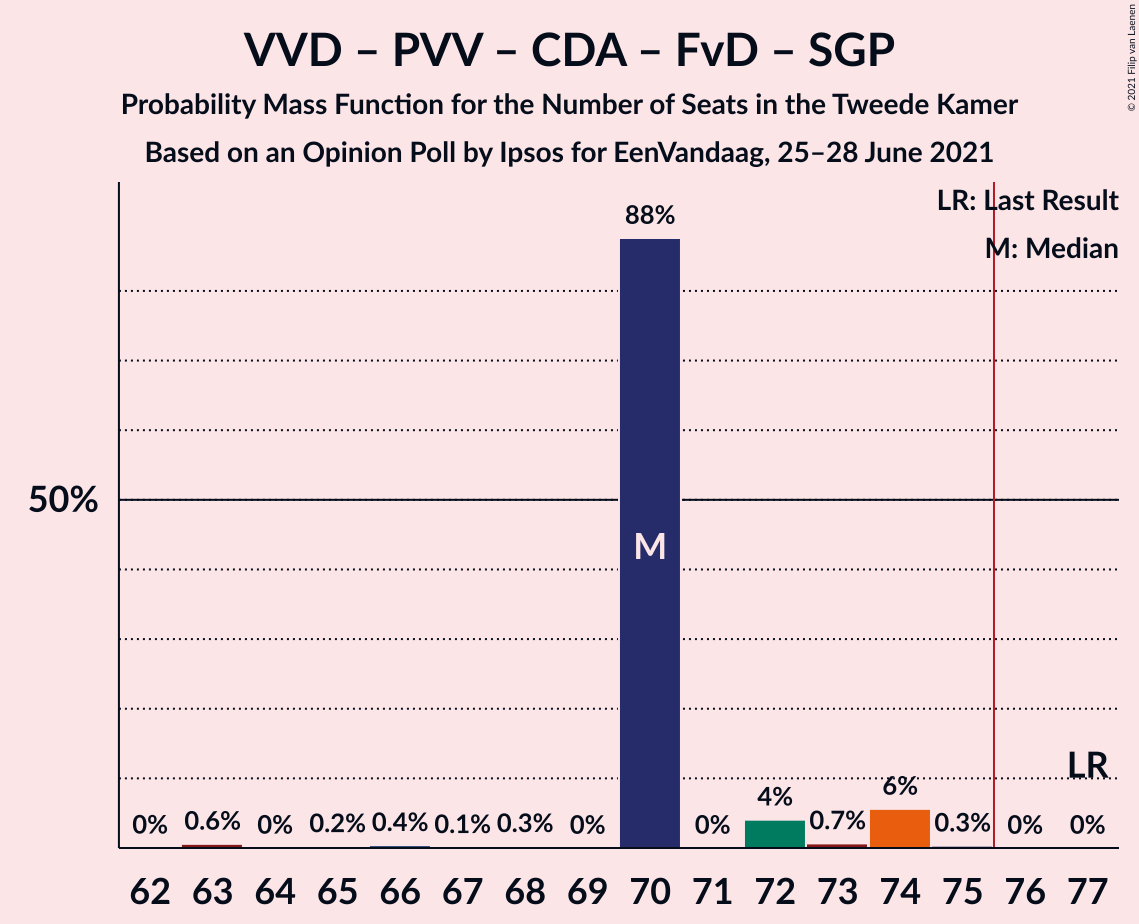 VVD – PVV – CDA – FvD – SGP
Probability Mass Function for the Number of Seats in the Tweede Kamer
Based on an Opinion Poll by Ipsos for EenVandaag, 25–28 June 2021
© 2021 Filip van Laenen
LR: Last Result
M: Median
50%
0% 0.6% 0% 0.2% 0.4% 0.1% 0.3% 0% 88% 0% 4% 0.7% 6% 0.3% 0% 0%
M
LR
62 63 64 65 66 67 68 69 70 71 72 73 74 75 76 77